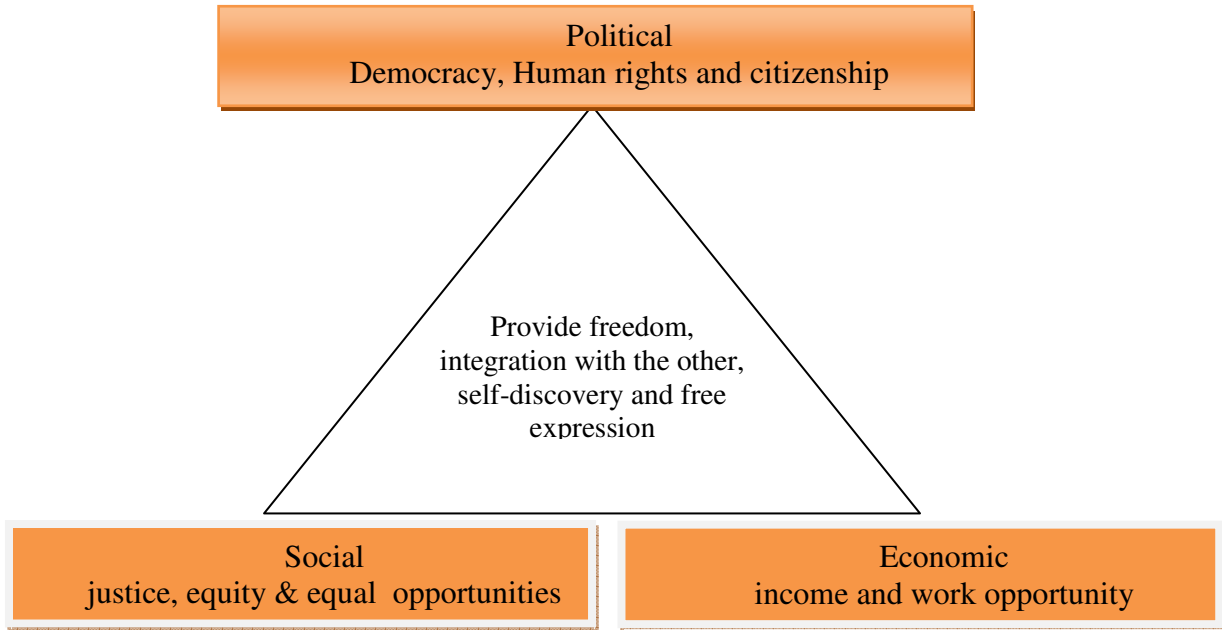 Political
Democracy, Human rights and citizenship
Provide freedom,
integration with the other,
self-discovery and free
expression
Social
justice, equity & equal opportunities
Economic
income and work opportunity